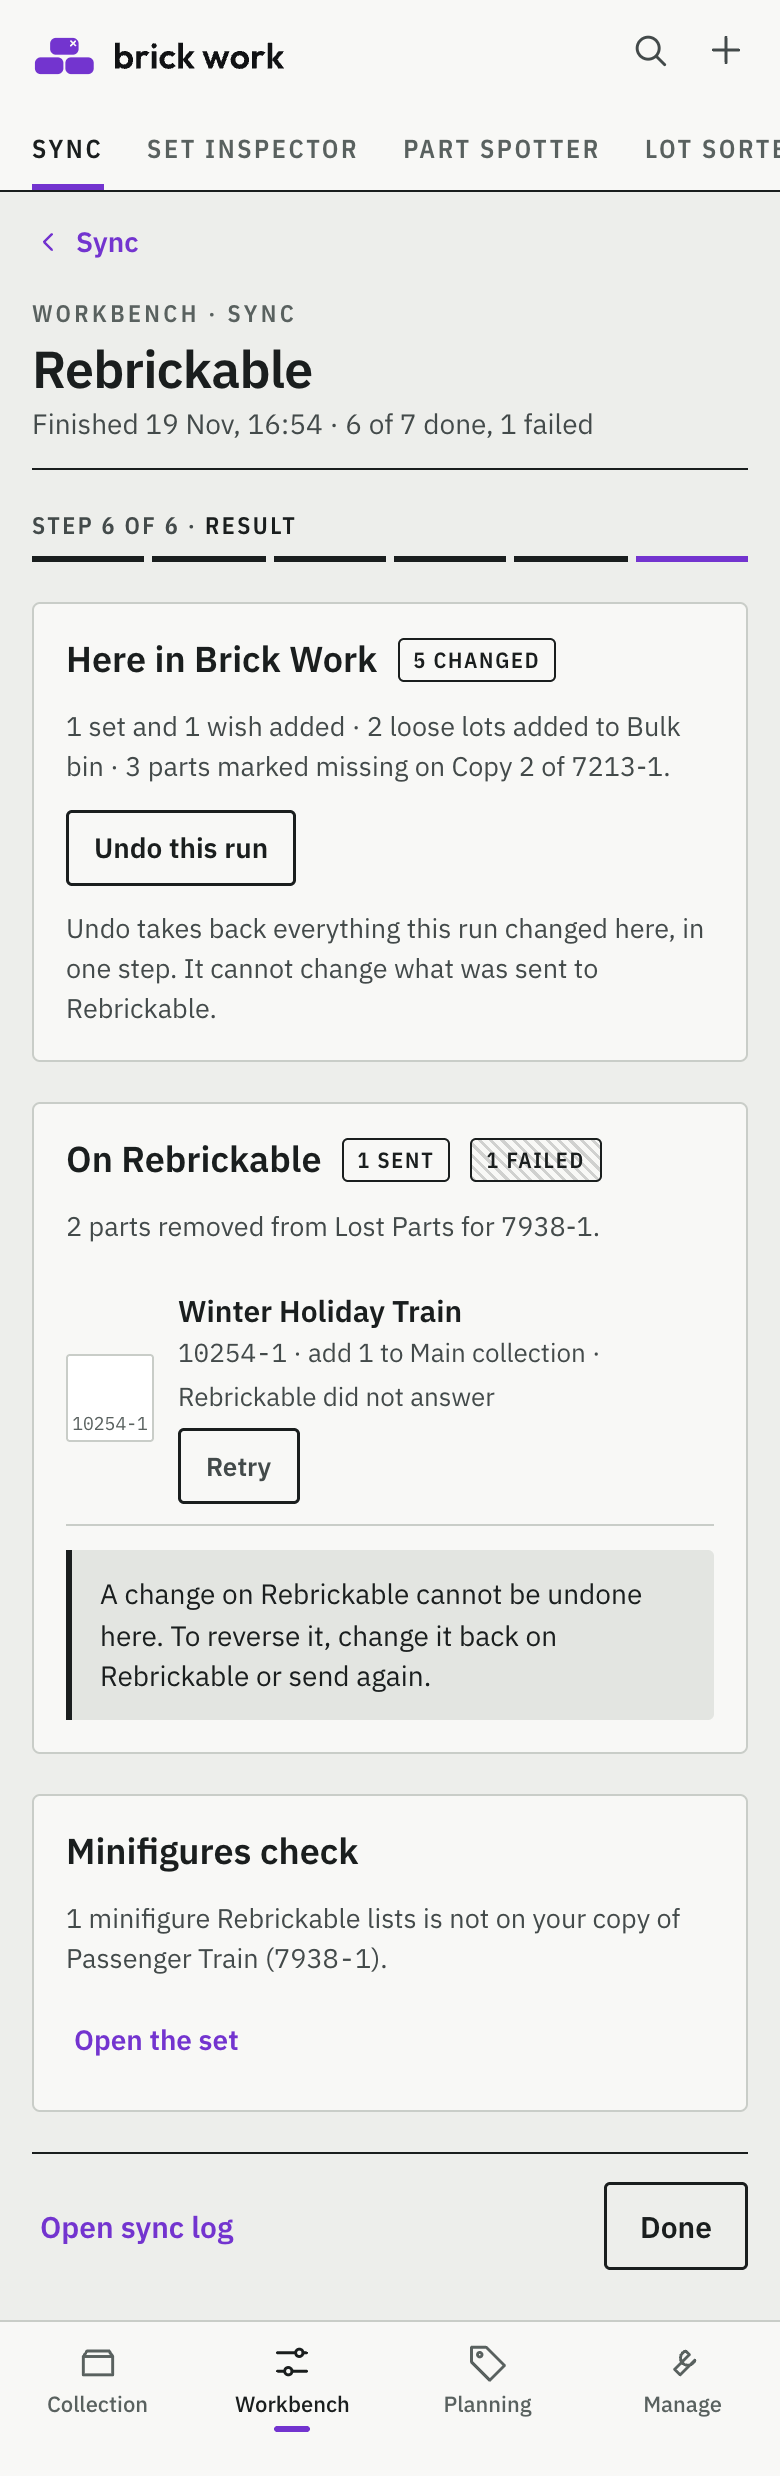 brick work
SYNC SET INSPECTOR PART SPOTTER LOT SORTE
Sync
WORKBENCH · SYNC
Rebrickable
Finished 19 Nov, 16:54 · 6 of 7 done, 1 failed
STEP 6 OF 6 · RESULT
Here in Brick Work 5 CHANGED
1 set and 1 wish added · 2 loose lots added to Bulk
bin · 3 parts marked missing on Copy 2 of 7213-1.
Undo this run
Undo takes back everything this run changed here, in
one step. It cannot change what was sent to
Rebrickable.
On Rebrickable 1 SENT 1 FAILED
2 parts removed from Lost Parts for 7938-1.
Winter Holiday Train
10254-1 · add 1 to Main collection ·
Rebrickable did not answer
10254-1
Retry
A change on Rebrickable cannot be undone
here. To reverse it, change it back on
Rebrickable or send again.
Minifigures check
1 minifigure Rebrickable lists is not on your copy of
Passenger Train (7938-1).
Open the set
Open sync log Done
Collection Workbench Planning Manage